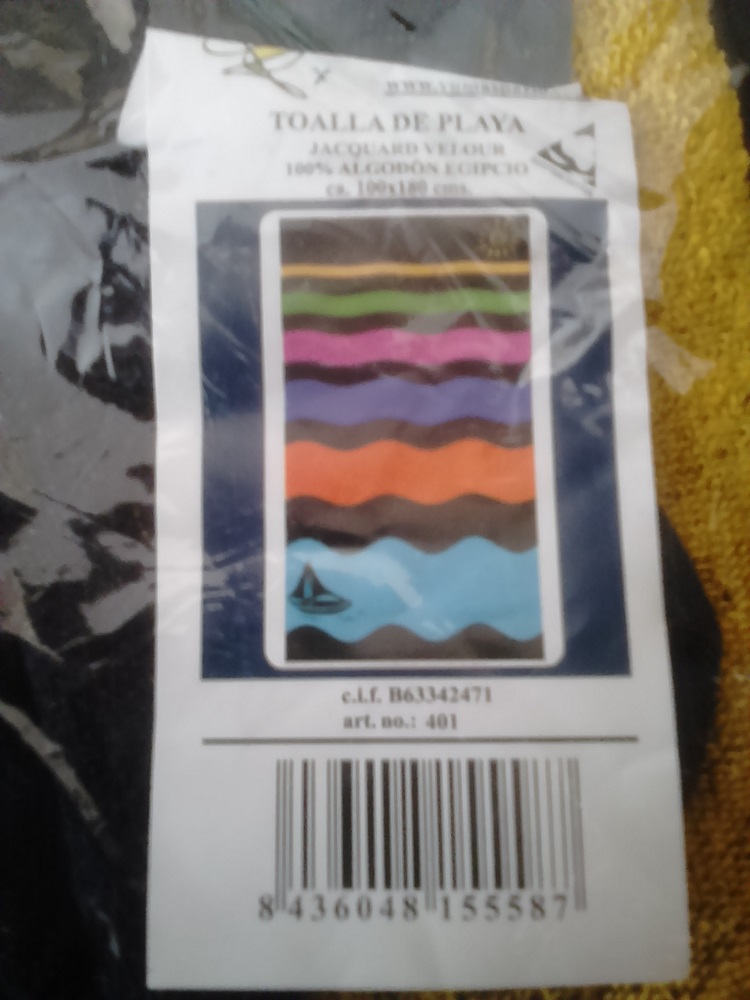 TOALLA DE PLAYA
JACQUARD VELOUR
100% ALGODÓN EGIPCIO
ca. 100x180 cms.
c.i.f. B63342471
art. no.: 401
8 436048 155587